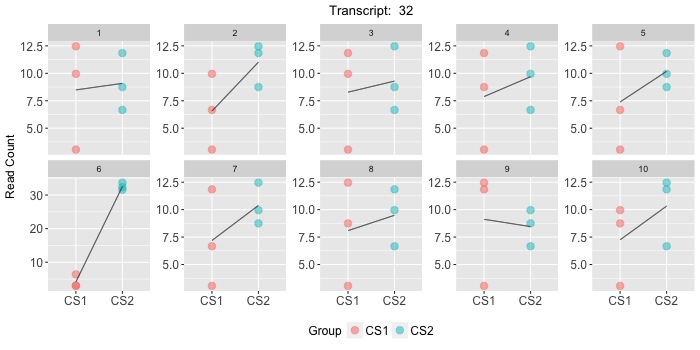 Transcript: 32
1 2 3 4 5
12.5 12.5 12.5 12.5 12.5
10.0 10.0 10.0 10.0 10.0
7.5 7.5 7.5 7.5 7.5
5.0 5.0 5.0 5.0 5.0
Read Count
6 7 8 9 10
30 12.5 12.5 12.5 12.5
20 10.0 10.0 10.0 10.0
10 7.5 7.5 7.5 7.5
5.0 5.0 5.0 5.0
CS1 CS2 CS1 CS2 CS1 CS2 CS1 CS2 CS1 CS2
Group CS1 CS2